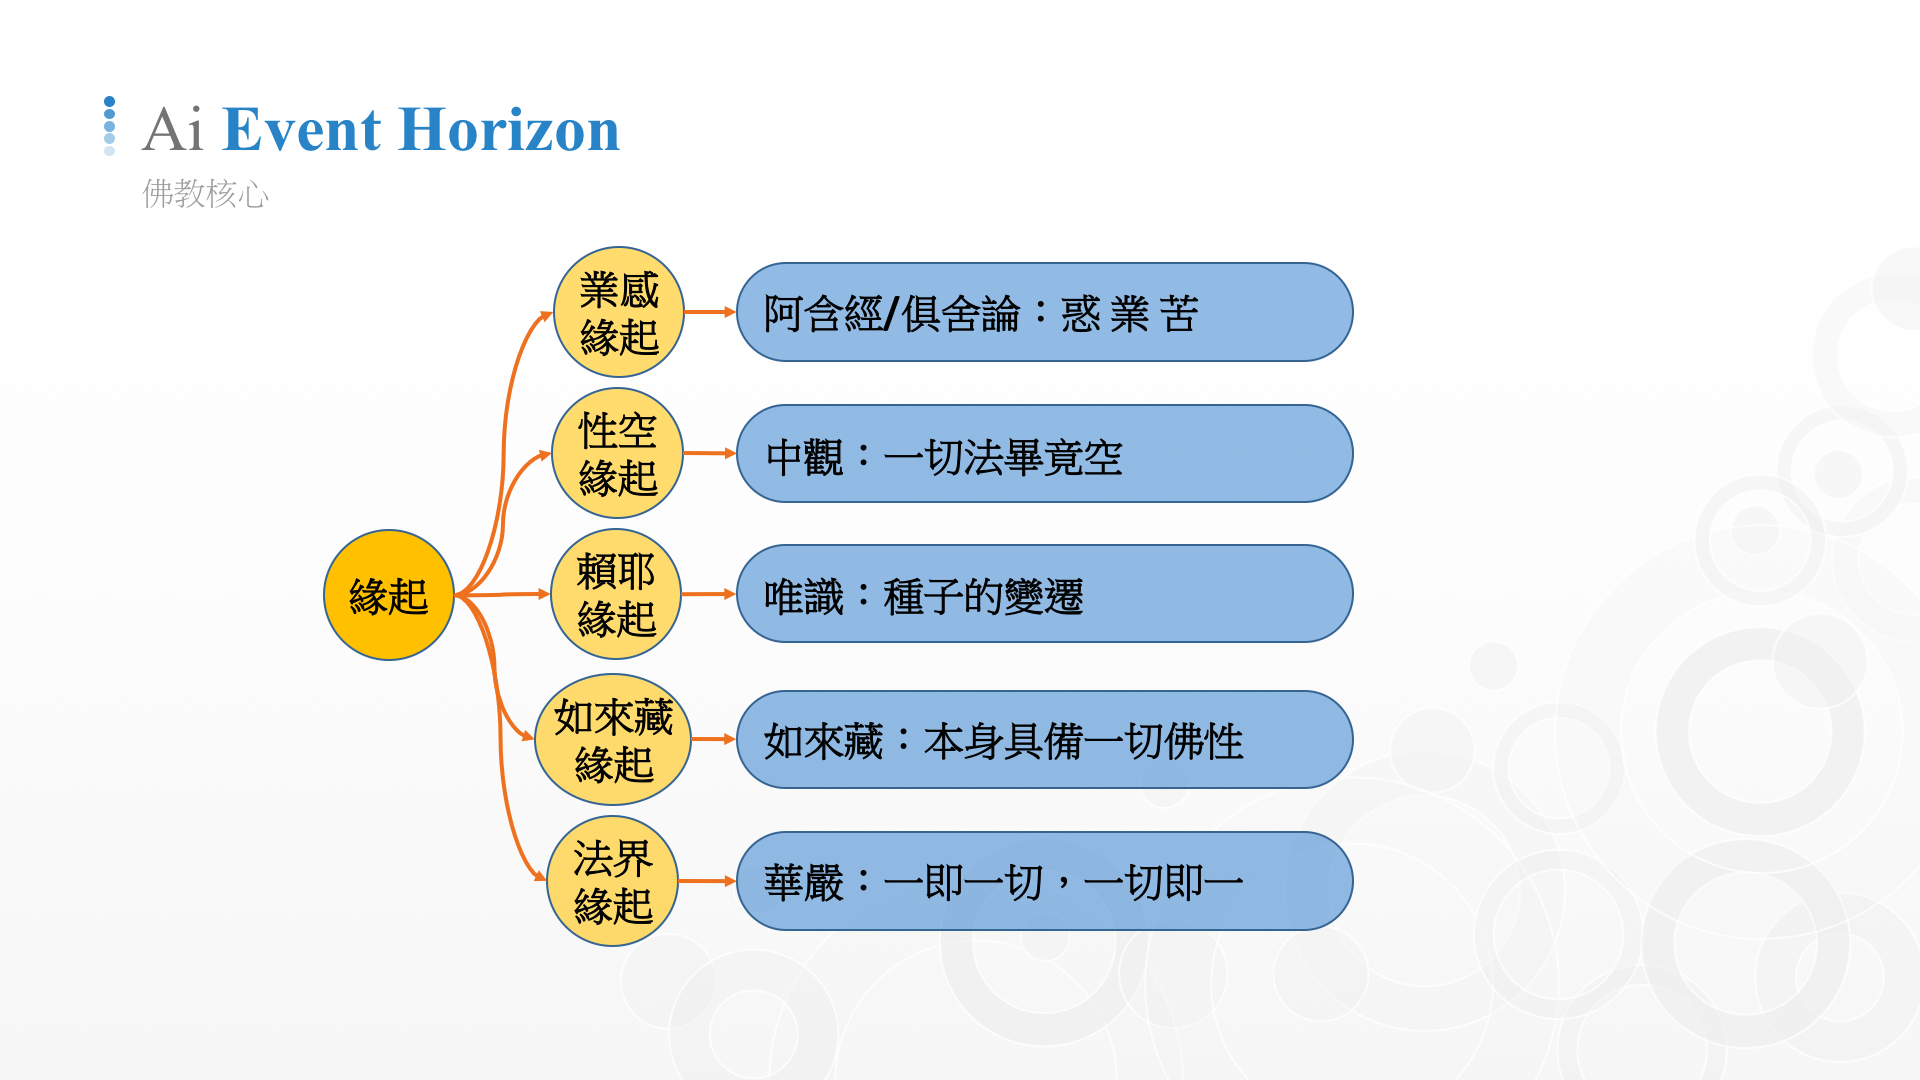 Ai Event Horizon
佛教核心
緣起
業感
緣起
阿含經/俱舍論：惑 業 苦
性空
緣起
中觀：一切法畢竟空
賴耶
緣起
唯識：種子的變遷
如來藏
緣起
如來藏：本身具備一切佛性
法界
緣起
華嚴：一即一切，一切即一